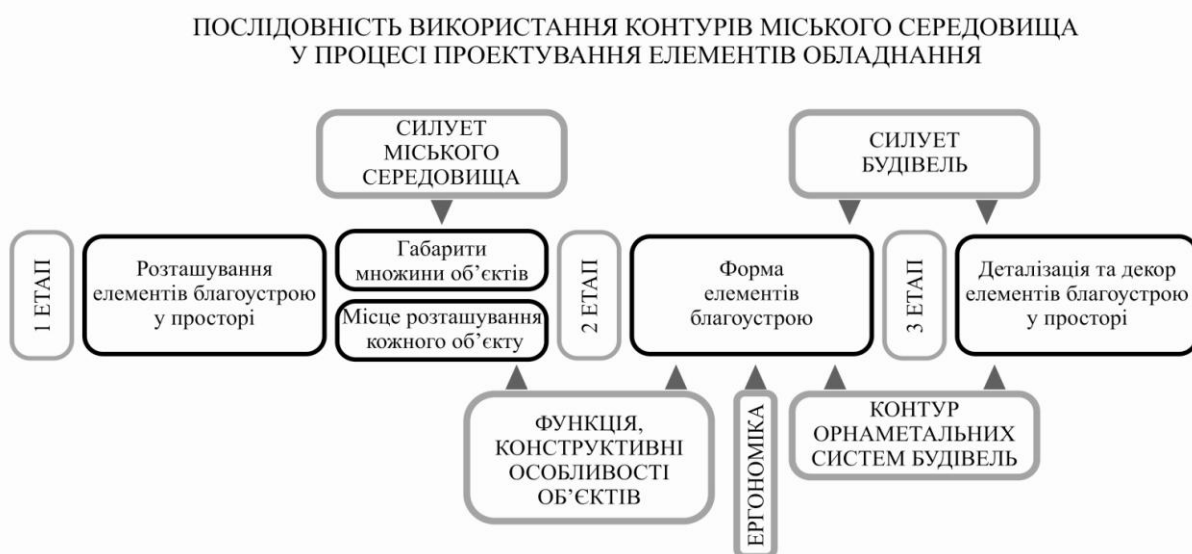 ПОСЛІДОВНІСТЬ ВИКОРИСТАННЯ КОНТУРІВ МІСЬКОГО СЕРЕДОВИЩА
У ПРОЦЕСІ ПРОЕКТУВАННЯ ЕЛЕМЕНТІВ ОБЛАДНАННЯ
СИЛУЕТ
МІСЬКОГО
СЕРЕДОВИЩА
СИЛУЕТ
БУДІВЕЛЬ
1 ЕТАП
Розташування
елементів благоустрою
у просторі
Габарити
множини об’єктів
Місце розташування
кожного об’єкту
2 ЕТАП
Форма
елементів
благоустрою
3 ЕТАП
Деталізація та декор
елементів благоустрою
у просторі
ФУНКЦІЯ,
КОНСТРУКТИВНІ
ОСОБЛИВОСТІ
ОБ’ЄКТІВ
ЕРГОНОМІКА
КОНТУР
ОРНАМЕТАЛЬНИХ
СИСТЕМ БУДІВЕЛЬ